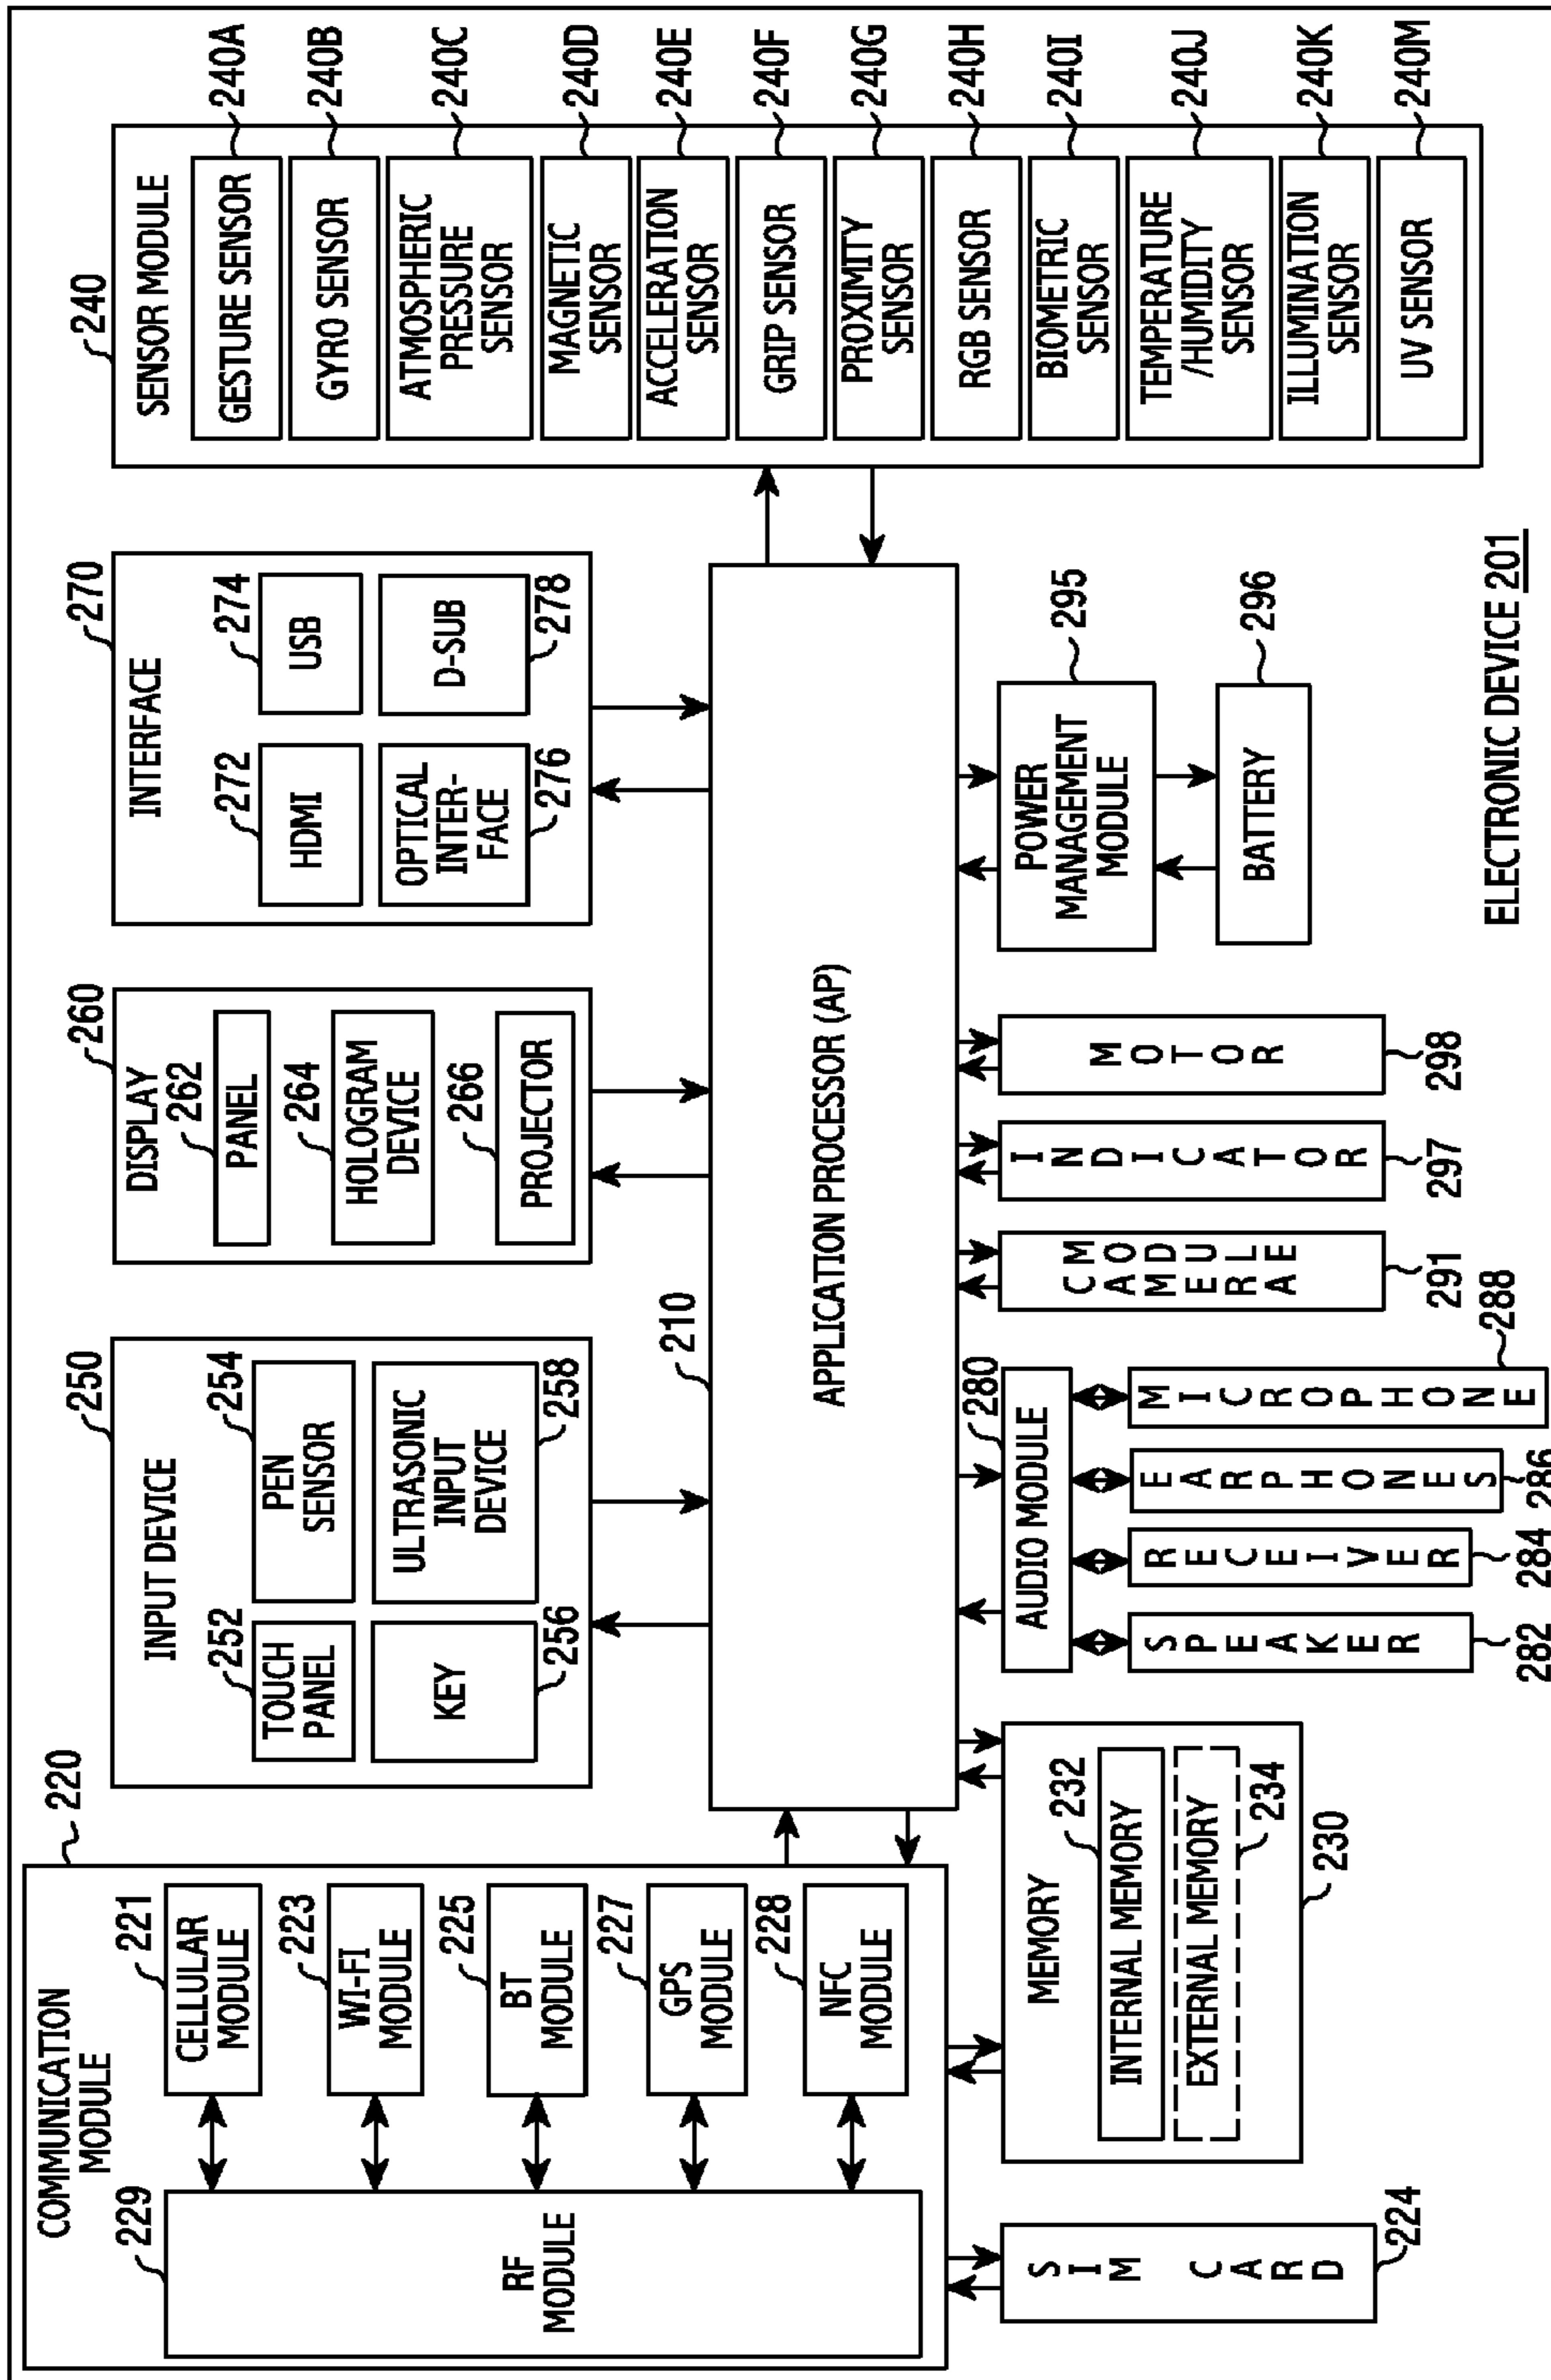 COMMUNICATION
MODULE
220
229
RF
MODULE
221
CELLULAR
MODULE
223
WI-FI
MODULE
225
BT
MODULE
227
GPS
MODULE
228
NFC
MODULE
SIM CARD
224
INPUT DEVICE
250
252
TOUCH
PANEL
254
PEN
SENSOR
KEY
256
ULTRASONIC
INPUT
DEVICE
258
DISPLAY
260
262
PANEL
264
HOLOGRAM
DEVICE
266
PROJECTOR
INTERFACE
270
272
HDMI
274
USB
OPTICAL
INTER-
FACE
276
D-SUB
278
240
SENSOR MODULE
GESTURE SENSOR
240A
GYRO SENSOR
240B
ATMOSPHERIC
PRESSURE
SENSOR
240C
MAGNETIC
SENSOR
240D
ACCELERATION
SENSOR
240E
GRIP SENSOR
240F
PROXIMITY
SENSOR
240G
RGB SENSOR
240H
BIOMETRIC
SENSOR
240I
TEMPERATURE
/HUMIDITY
SENSOR
240J
ILLUMINATION
SENSOR
240K
UV SENSOR
240M
210
APPLICATION PROCESSOR (AP)
MEMORY
232
INTERNAL MEMORY
EXTERNAL MEMORY
234
230
AUDIO MODULE
280
SPEAKER
282
RECEIVER
284
EARPHONES
286
MICROPHONE
288
CAMERA
MODULE
291
INDICATOR
297
MOTOR
298
POWER
MANAGEMENT
MODULE
295
BATTERY
296
ELECTRONIC DEVICE 201